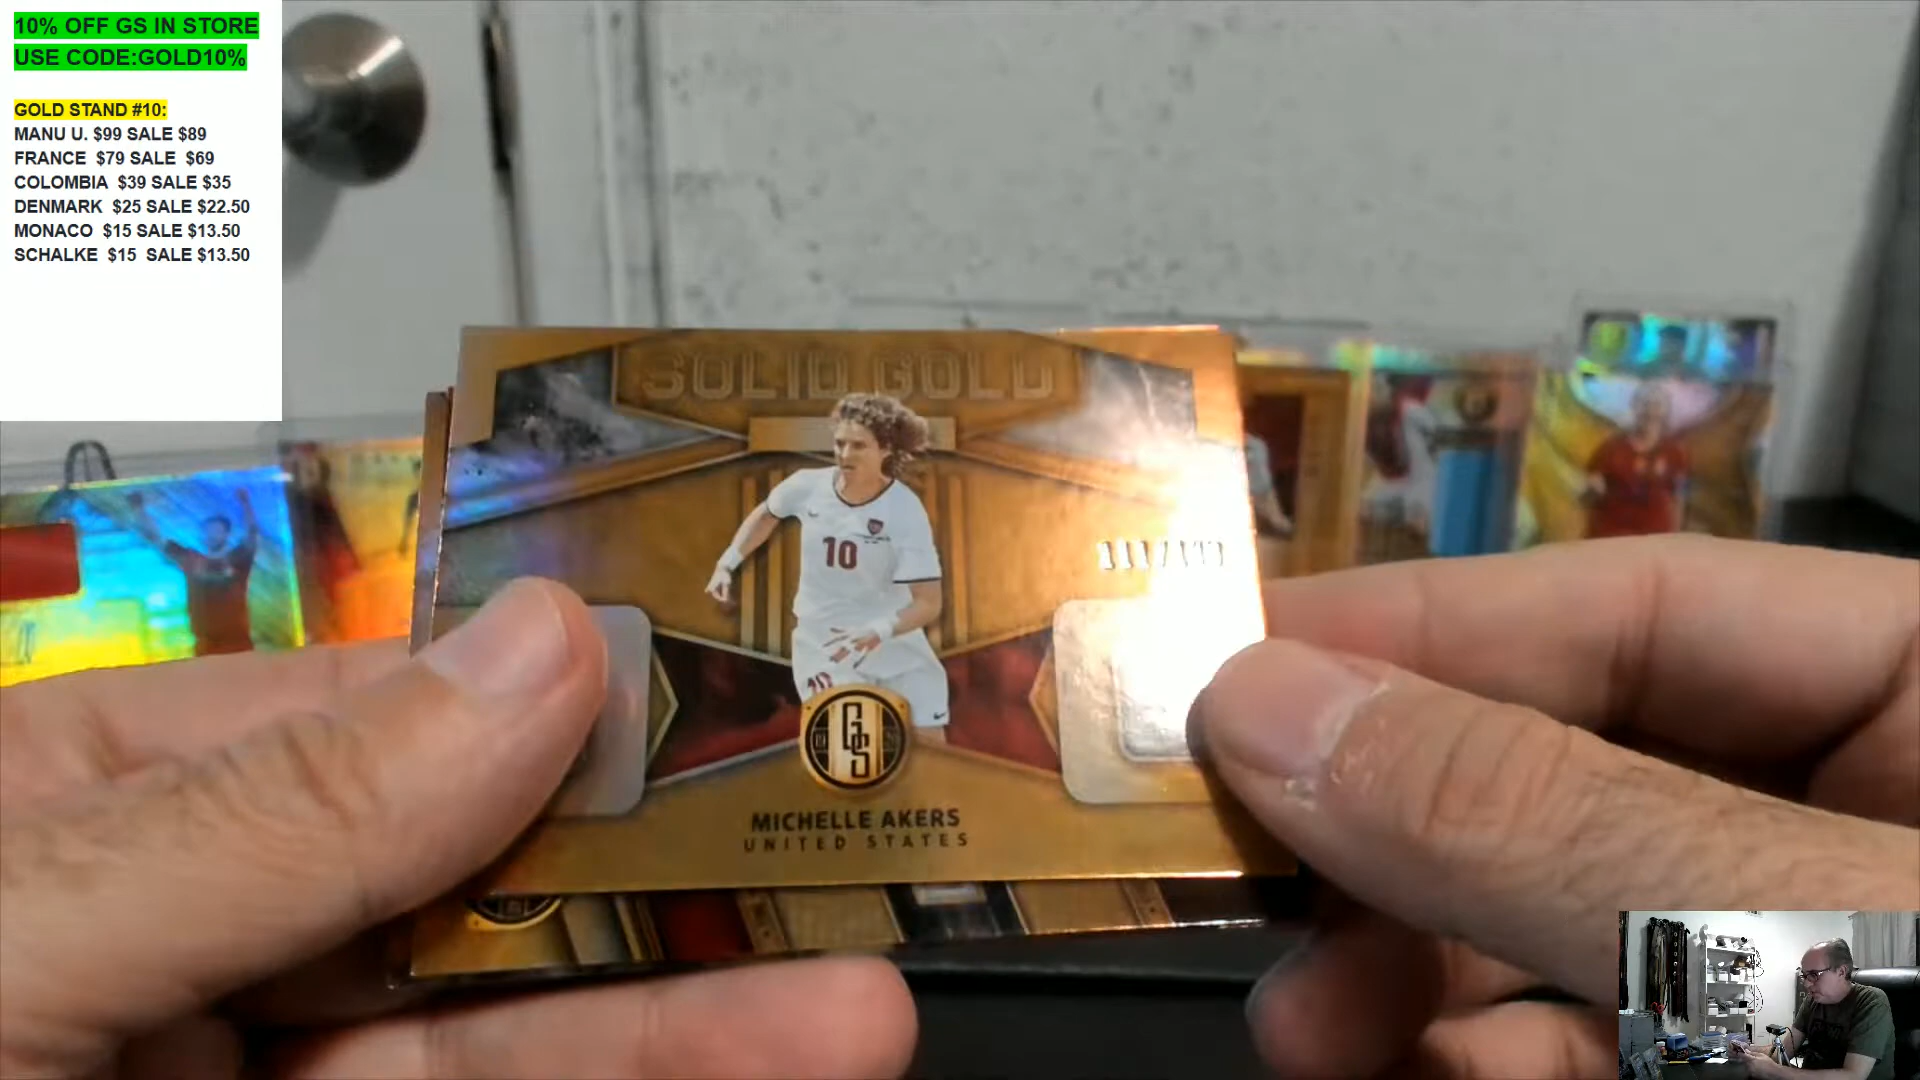 10% OFF GS IN STORE
USE CODE:GOLD10%
GOLD STAND #10:
MANU U. $99 SALE $89
FRANCE $79 SALE $69
COLOMBIA $39 SALE $35
DENMARK $25 SALE $22.50
MONACO $15 SALE $13.50
SCHALKE $15 SALE $13.50
SOLID GOLD
10
10
GS
MICHELLE AKERS
UNITED STATES